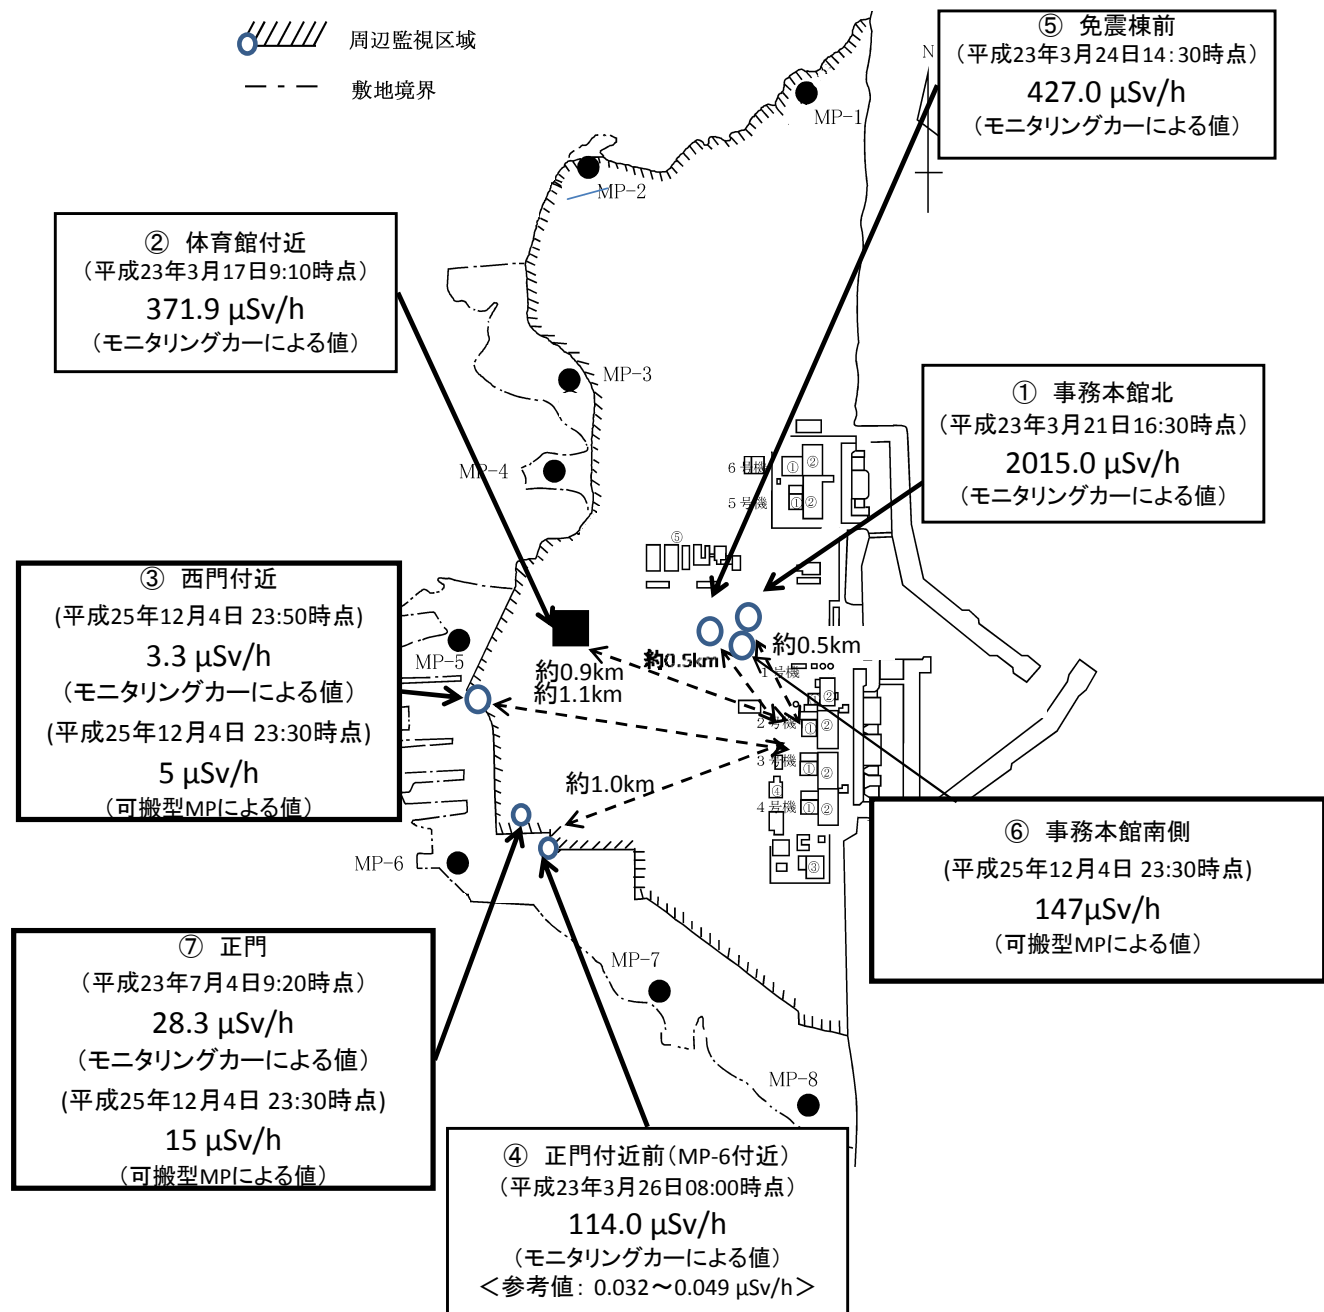 周辺監視区域
敷地境界
⑤ 免震棟前
(平成23年3月24日14:30時点)
427.0 μSv/h
(モニタリングカーによる値)
N
MP-1
MP-2
② 体育館付近
(平成23年3月17日9:10時点)
371.9 μSv/h
(モニタリングカーによる値)
MP-3
① 事務本館北
(平成23年3月21日16:30時点)
2015.0 μSv/h
(モニタリングカーによる値)
MP-4
6号機
① ②
5号機
① ②
⑤
③ 西門付近
(平成25年12月4日 23:50時点)
3.3 μSv/h
(モニタリングカーによる値)
(平成25年12月4日 23:30時点)
5 μSv/h
(可搬型MPによる値)
MP-5
約0.9km
約1.1km
約0.5km
約0.5km
1号機
②
2号機
① ②
3号機
① ②
④
4号機
① ②
③
約1.0km
MP-6
⑥ 事務本館南側
(平成25年12月4日 23:30時点)
147μSv/h
(可搬型MPによる値)
⑦ 正門
(平成23年7月4日9:20時点)
28.3 μSv/h
(モニタリングカーによる値)
(平成25年12月4日 23:30時点)
15 μSv/h
(可搬型MPによる値)
MP-7
MP-8
④ 正門付近前(MP-6付近)
(平成23年3月26日08:00時点)
114.0 μSv/h
(モニタリングカーによる値)
<参考値: 0.032~0.049 μSv/h>